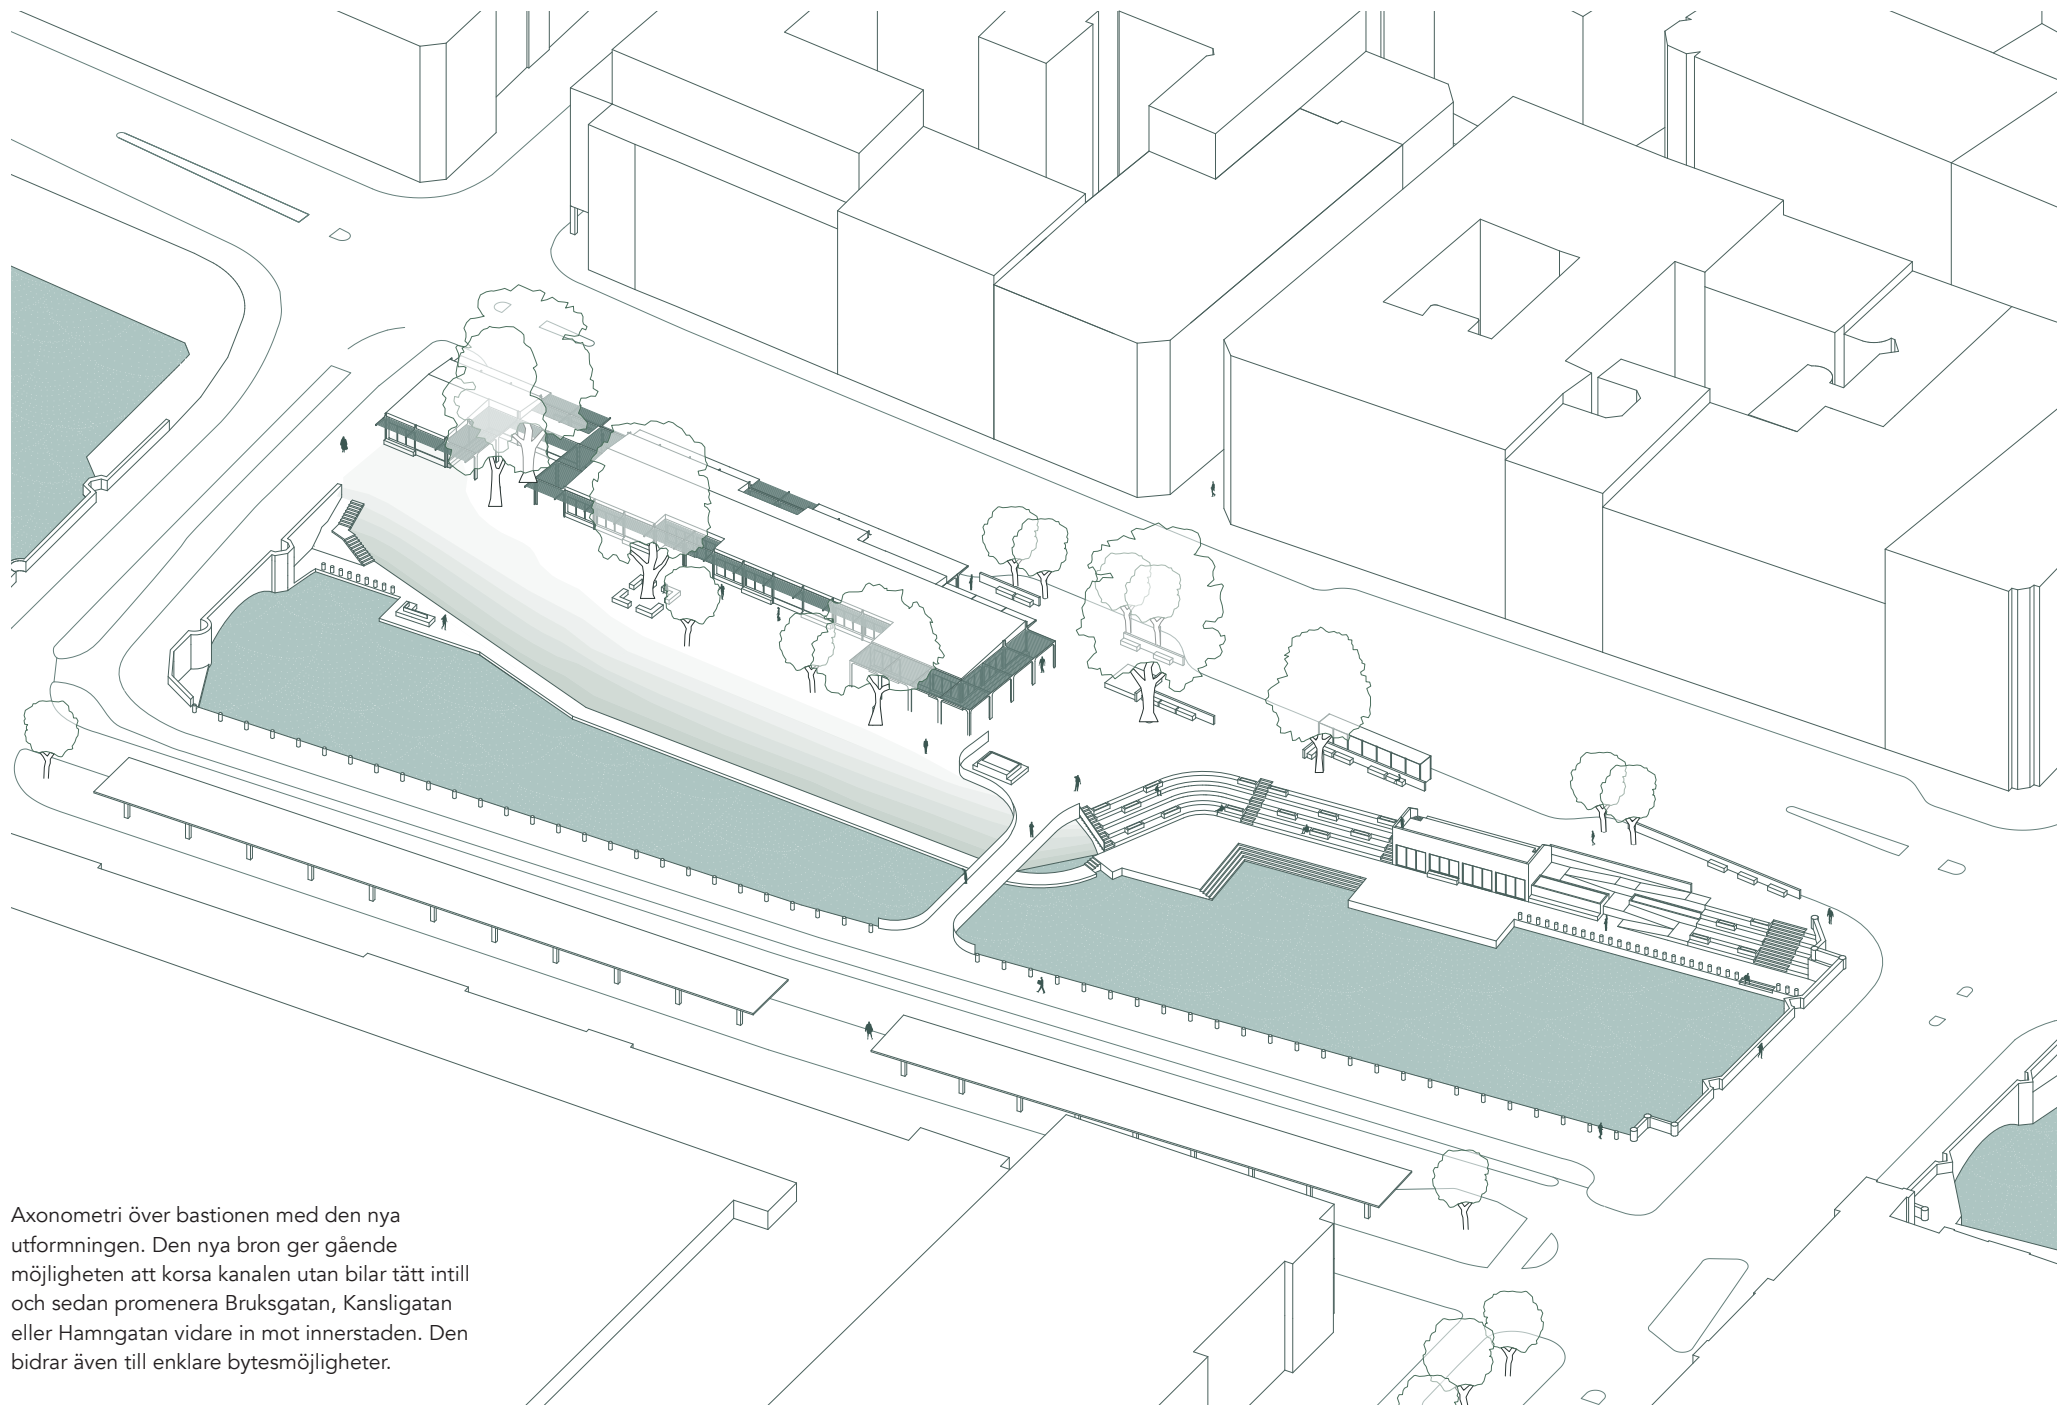 Axonometri över bastionen med den nya
utformningen. Den nya bron ger gående
möjligheten att korsa kanalen utan bilar tätt intill
och sedan promenera Bruksgatan, Kansligatan
eller Hamngatan vidare in mot innerstaden. Den
bidrar även till enklare bytesmöjligheter.